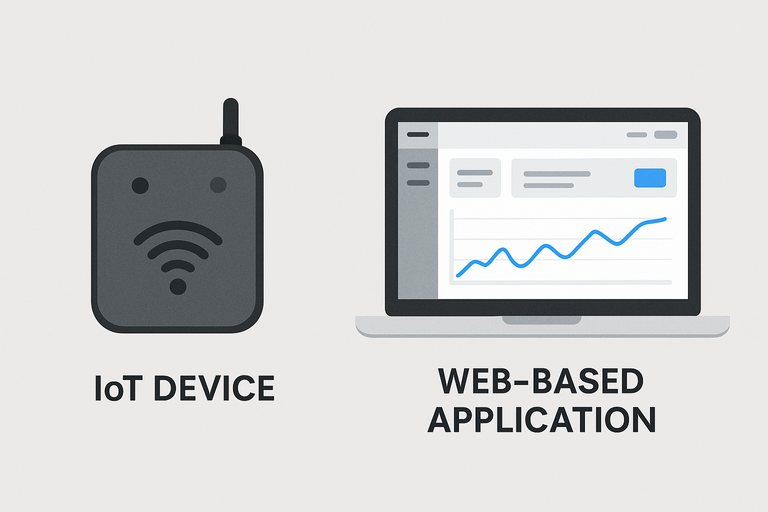 IoT DEVICE
WEB-BASED
APPLICATION